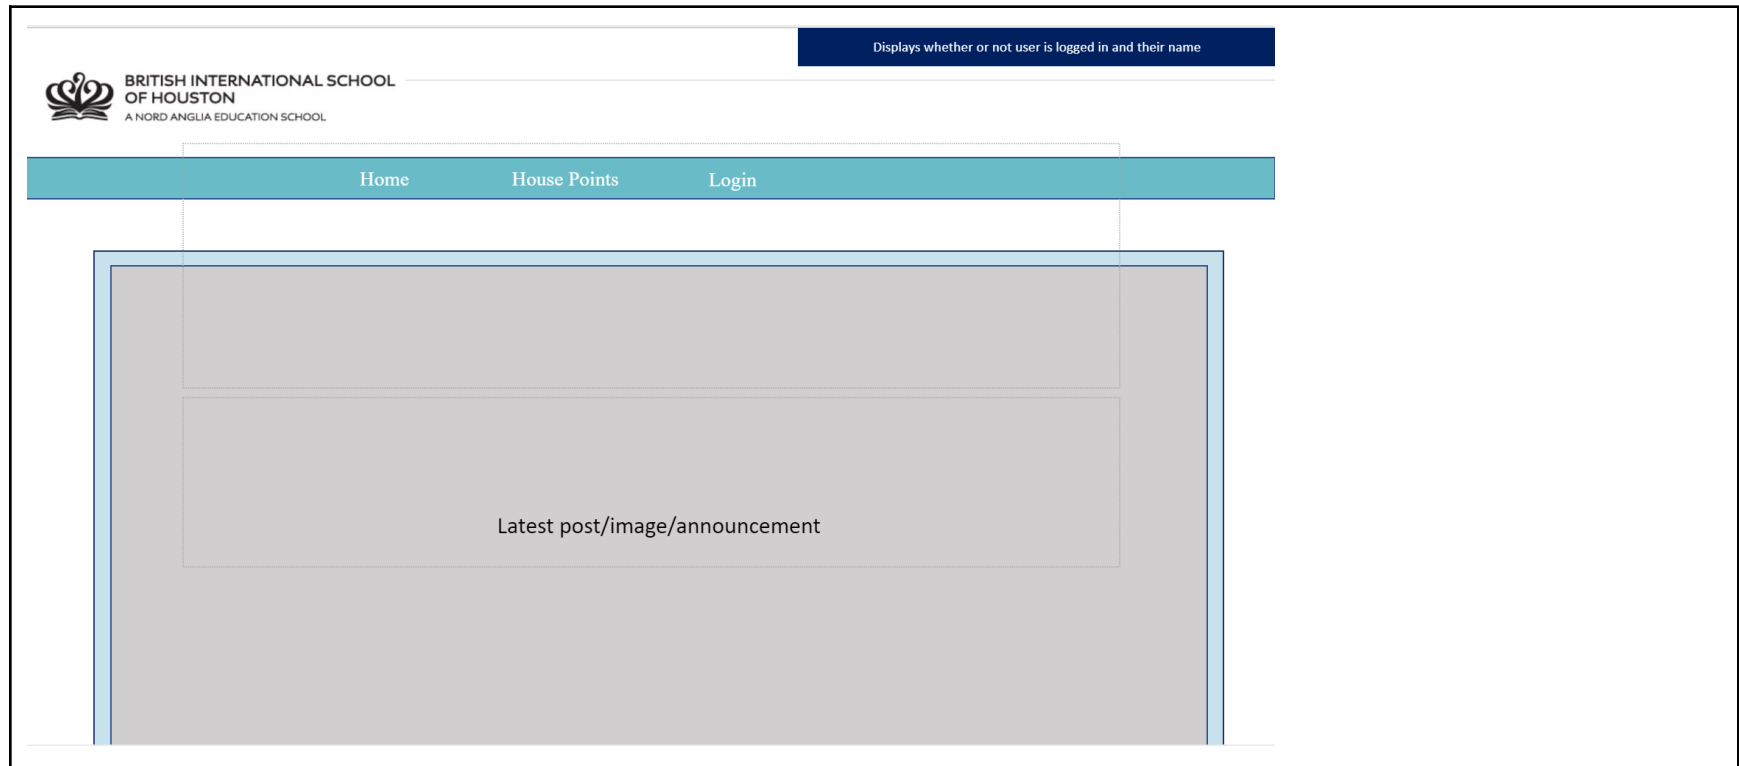 Displays whether or not user is logged in and their name
BRITISH INTERNATIONAL SCHOOL
OF HOUSTON
A NORD ANGLIA EDUCATION SCHOOL
Home House Points Login
Latest post/image/announcement